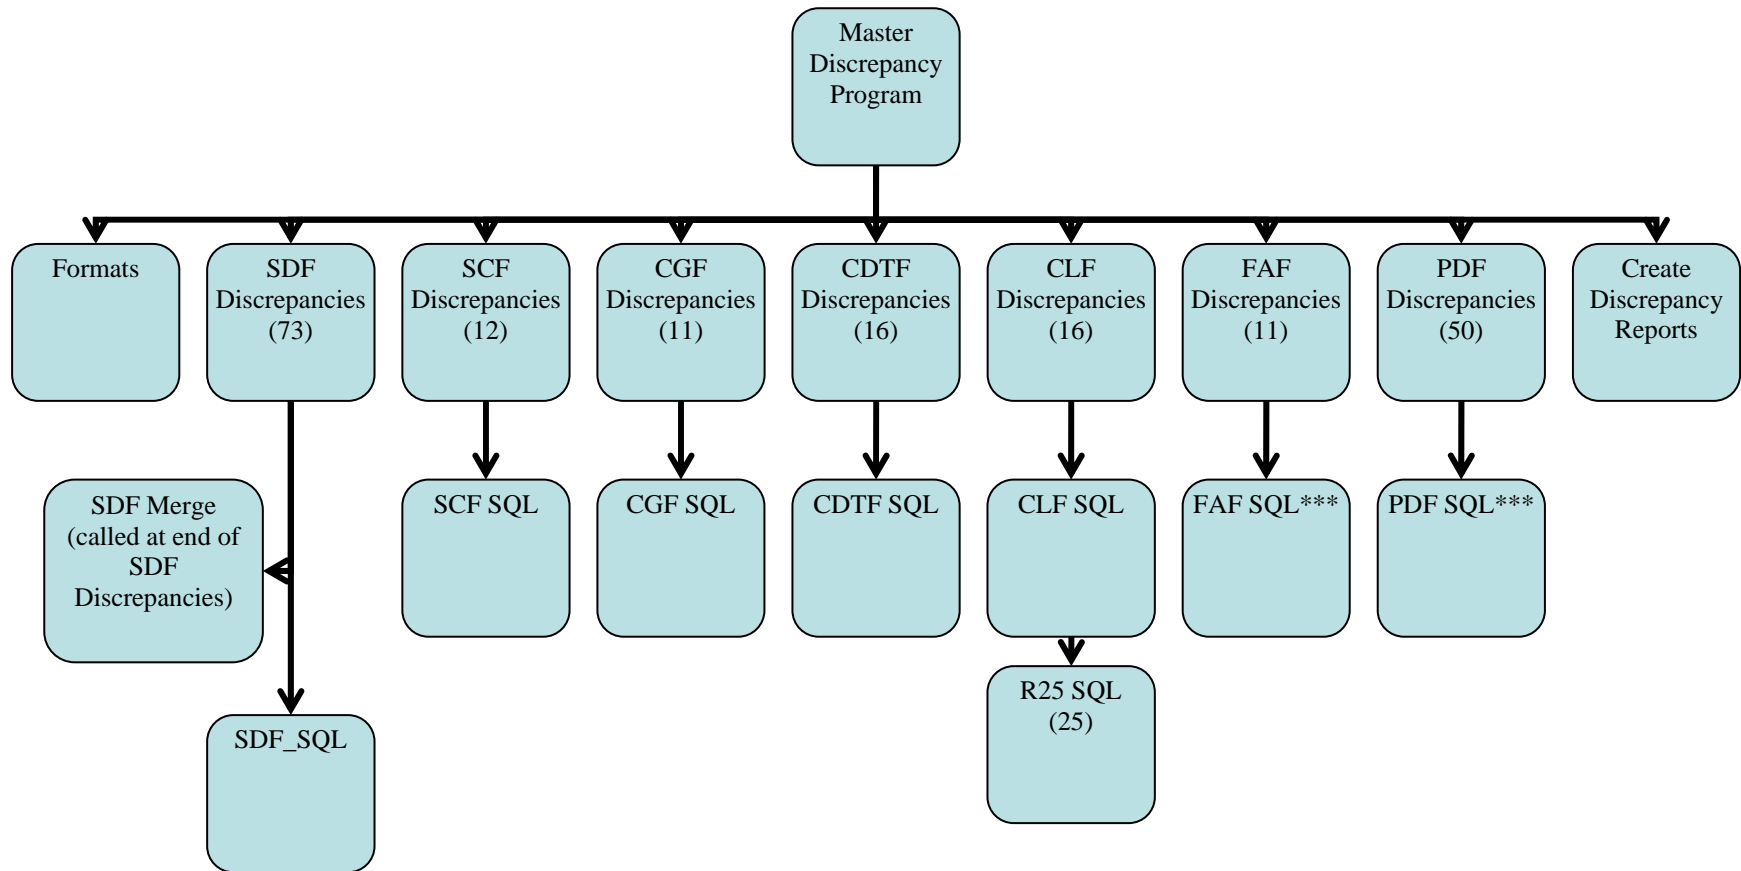 Master
Discrepancy
Program
Formats
SDF
Discrepancies
(73)
SCF
Discrepancies
(12)
CGF
Discrepancies
(11)
CDTF
Discrepancies
(16)
CLF
Discrepancies
(16)
FAF
Discrepancies
(11)
PDF
Discrepancies
(50)
Create
Discrepancy
Reports
SDF Merge
(called at end of
SDF
Discrepancies)
SCF SQL
CGF SQL
CDTF SQL
CLF SQL
FAF SQL***
PDF SQL***
R25 SQL
(25)
SDF_SQL